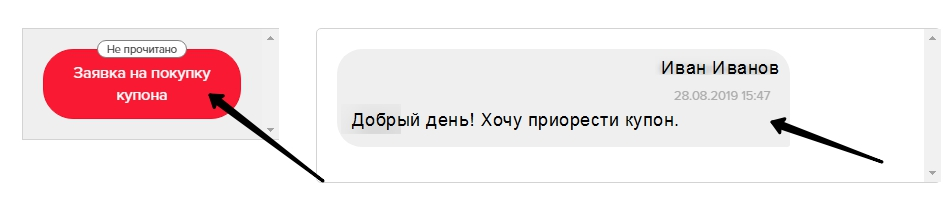 Не прочитано
Заявка на покупку
купона
Иван Иванов
28.08.2019 15:47
Добрый день! Хочу приорести купон.